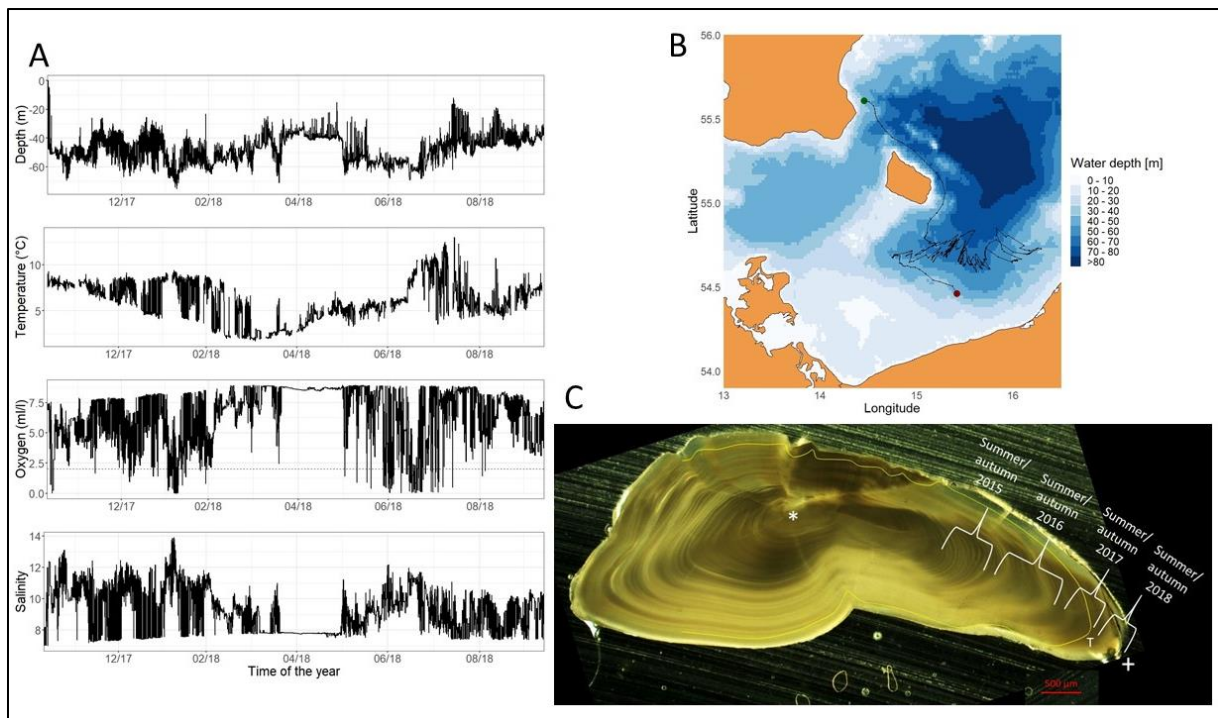 A
Depth (m)
0
-20
-40
-60
12/17 02/18 04/18 06/18 08/18
Temperature (°C)
10
5
12/17 02/18 04/18 06/18 08/18
Oxygen (ml/l)
7.5
5.0
2.5
0.0
12/17 02/18 04/18 06/18 08/18
Salinity
14
12
10
8
12/17 02/18 04/18 06/18 08/18
Time of the year
B
Latitude
56.0
55.5
55.0
54.5
54.0
13 14 15 16
Longitude
Water depth [m]
0 - 10
10 - 20
20 - 30
30 - 40
40 - 50
50 - 60
60 - 70
70 - 80
>80
C
Summer/
autumn
2015
Summer/
autumn
2016
Summer/
autumn
2017
Summer/
autumn
2018
*
T
+
500 µm